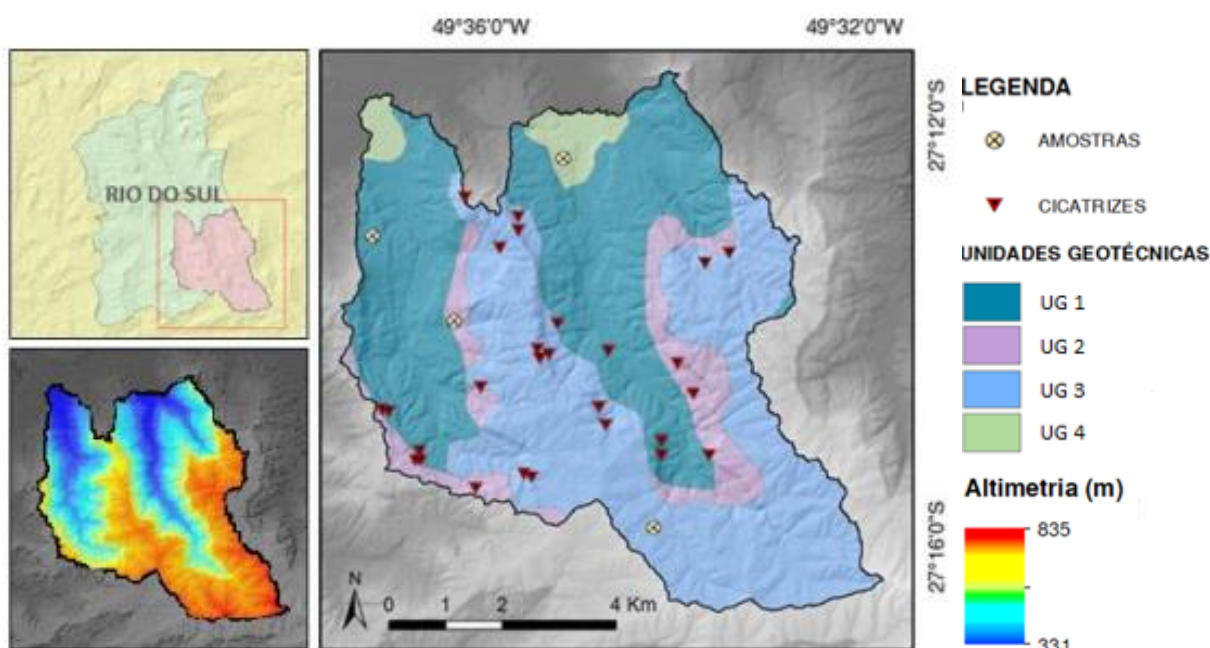 49°36'0"W
49°32'0"W
RIO DO SUL
27°12'0"S
27°16'0"S
N
0
1
2
4 Km
LEGENDA
AMOSTRAS
CICATRIZES
UNIDADES GEOTÉCNICAS
UG 1
UG 2
UG 3
UG 4
Altimetria (m)
835
331